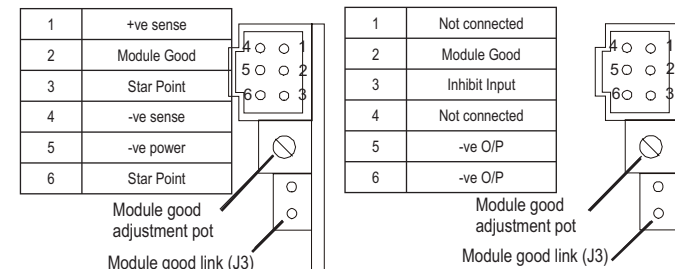 1 +ve sense
2 Module Good
3 Star Point
4 -ve sense
5 -ve power
6 Star Point
4 1
5 2
6 3
Module good
adjustment pot
Module good link (J3)
1 Not connected
2 Module Good
3 Inhibit Input
4 Not connected
5 -ve O/P
6 -ve O/P
4 1
5 2
6 3
Module good
adjustment pot
Module good link (J3)